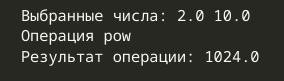 Выбранные числа: 2.0 10.0
Операция pow
Результат операции: 1024.0